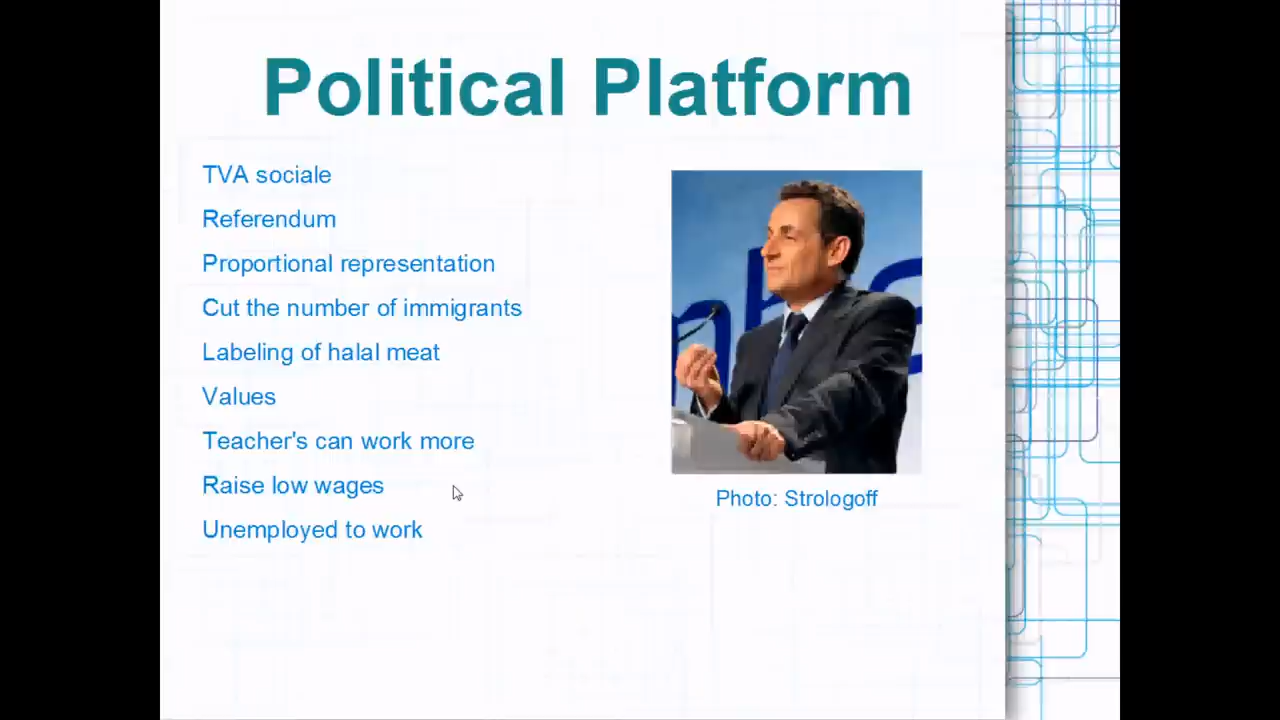 Political Platform
TVA sociale
Referendum
Proportional representation
Cut the number of immigrants
Labeling of halal meat
Values
Teacher's can work more
Raise low wages
Unemployed to work
Photo: Strologoff